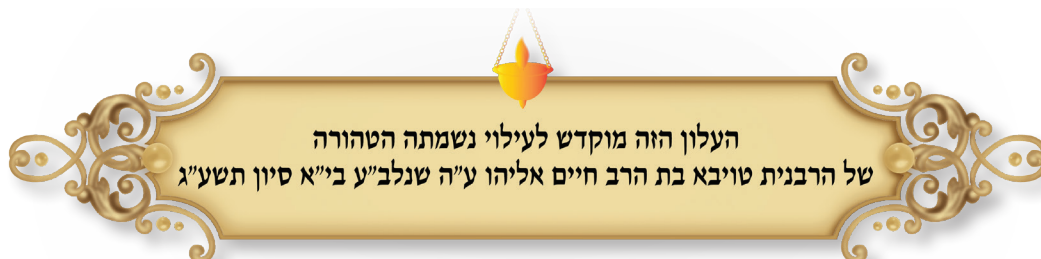 העלון הזה מוקדש לעילוי נשמתה הטהורה
של הרבנית טויבא בת הרב חיים אליהו ע״ה שנלב״ע בי״א סיון תשע״ג